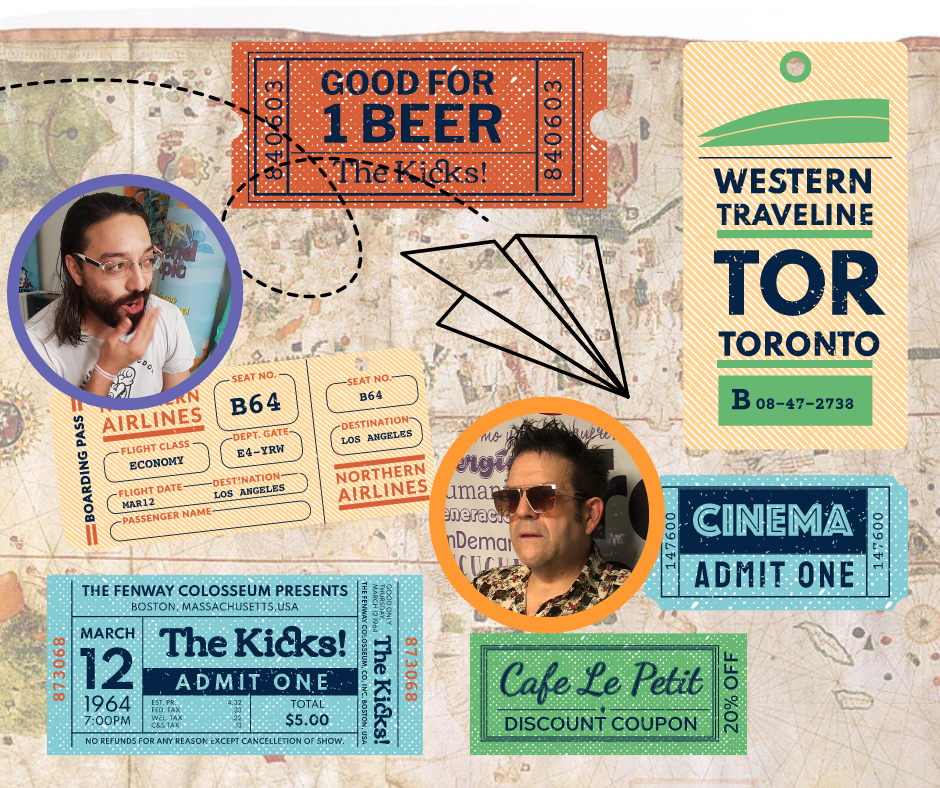 GOOD FOR
1 BEER
The Kicks!
840603
840603
WESTERN
TRAVELINE
TOR
TORONTO
B 08-47-2738
BOARDING PASS
AIRLINES
SEAT NO.
B64
FLIGHT CLASS
ECONOMY
DEPT. GATE
E4-YRW
FLIGHT DATE
MAR12
DESTINATION
LOS ANGELES
PASSENGER NAME
SEAT NO.
B64
DESTINATION
LOS ANGELES
NORTHERN
AIRLINES
CINEMA
ADMIT ONE
147600
147600
THE FENWAY COLOSSEUM PRESENTS
BOSTON, MASSACHUSETTS,USA
MARCH
12
1964
7:00PM
The Kicks!
ADMIT ONE
EST. PR. 4.32
FED. TAX
WEL. TAX
C&S TAX
TOTAL
$5.00
NO REFUNDS FOR ANY REASON EXCEPT CANCELLETION OF SHOW.
873068
873068
GOOD ONLY
THURSDAY,
MARCH 12 1964
THE FENWAY COLOSSEUM, CO. INC. BOSTON, USA
The Kicks!
Cafe Le Petit
DISCOUNT COUPON
20% OFF